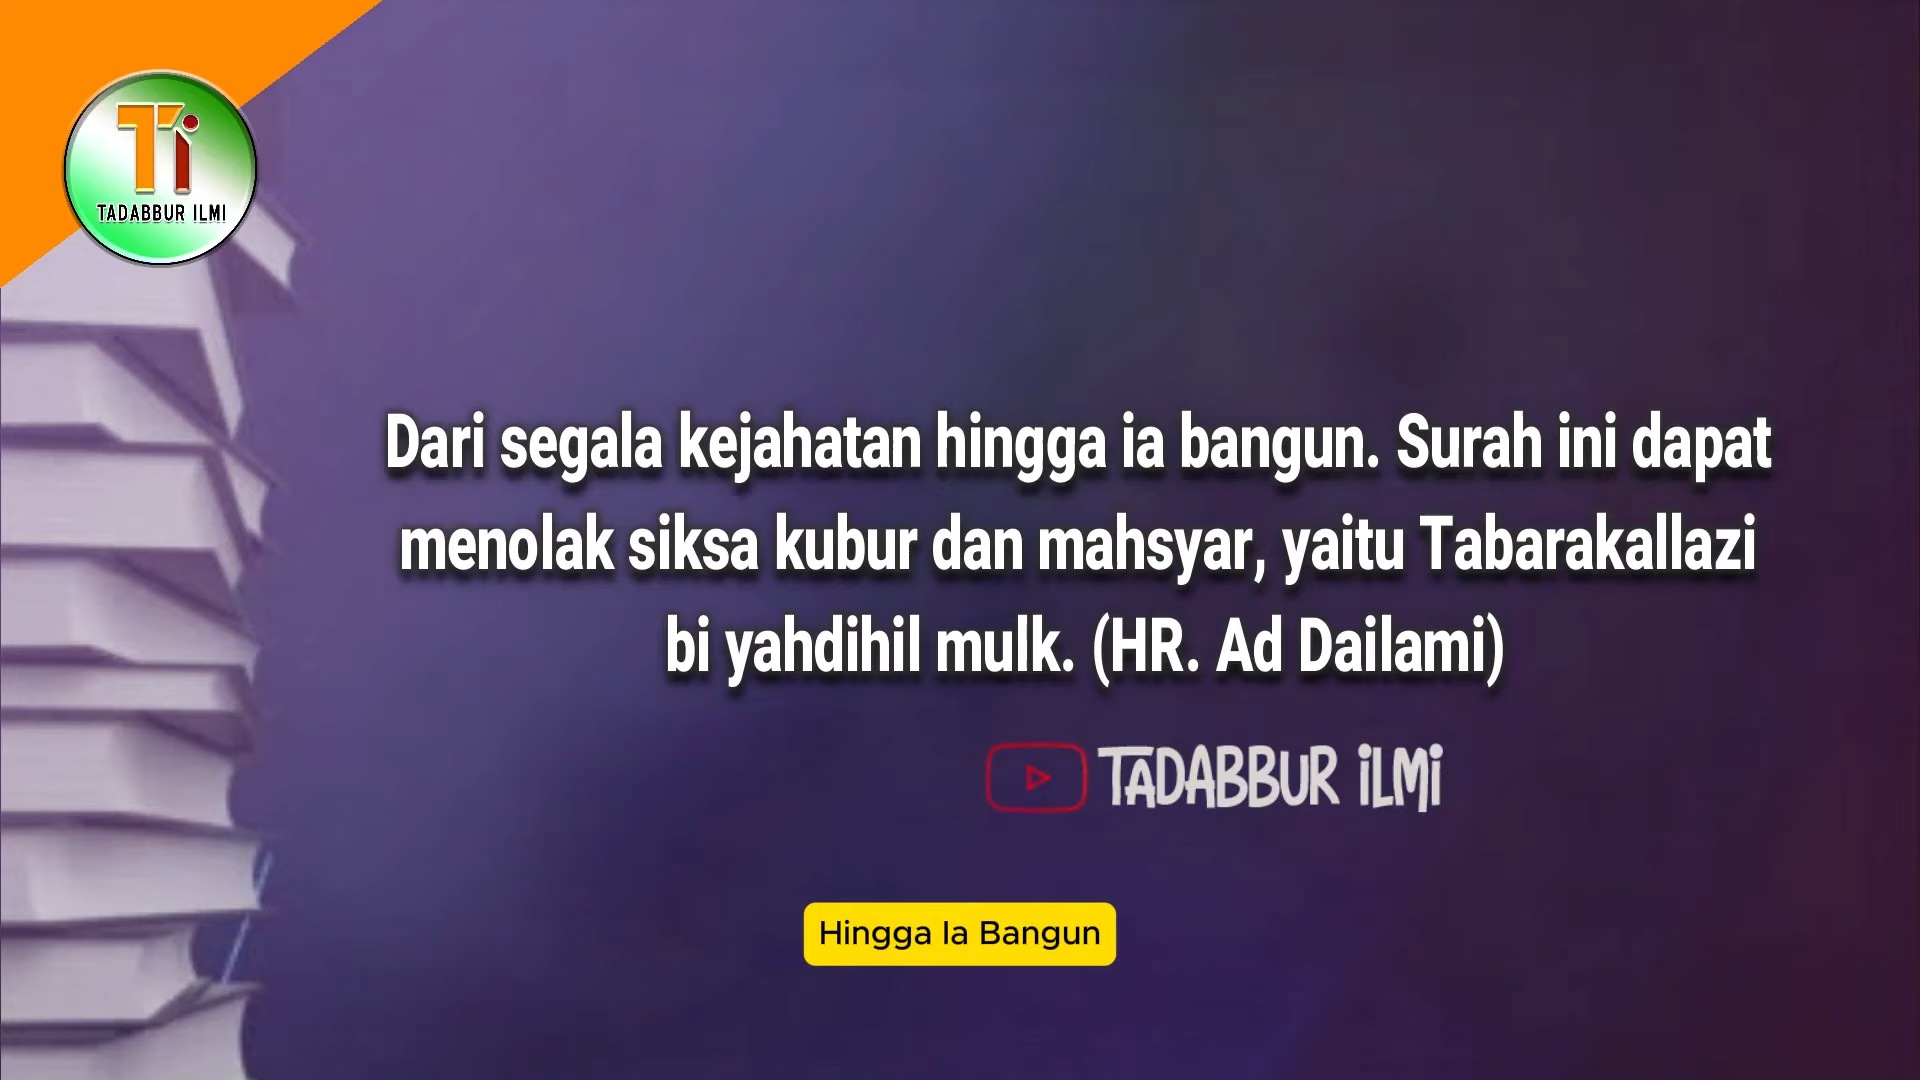 Ti
TADABBUR ILMI
Dari segala kejahatan hingga ia bangun. Surah ini dapat
menolak siksa kubur dan mahsyar, yaitu Tabarakallazi
bi yahdihil mulk. (HR. Ad Dailami)
TADABBUR iLMi
Hingga Ia Bangun